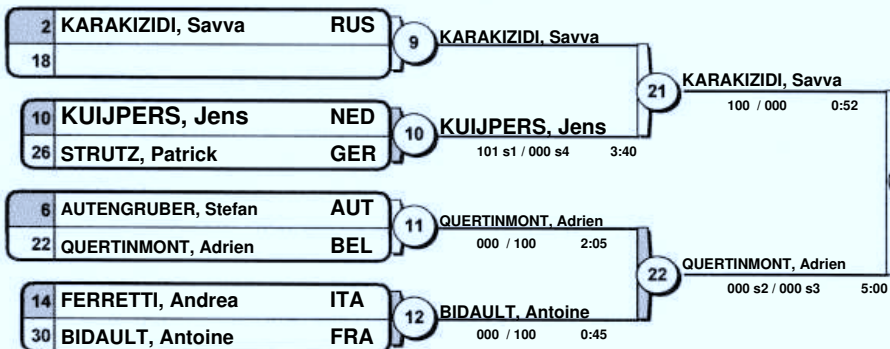 2 KARAKIZIDI, Savva RUS
18
9
KARAKIZIDI, Savva
10 KUIJPERS, Jens NED
26 STRUTZ, Patrick GER
10
KUIJPERS, Jens
101 s1 / 000 s4 3:40
21
KARAKIZIDI, Savva
100 / 000 0:52
6 AUTENGRUBER, Stefan AUT
22 QUERTINMONT, Adrien BEL
11
QUERTINMONT, Adrien
000 / 100 2:05
14 FERRETTI, Andrea ITA
30 BIDAULT, Antoine FRA
12
BIDAULT, Antoine
000 / 100 0:45
22
QUERTINMONT, Adrien
000 s2 / 000 s3 5:00